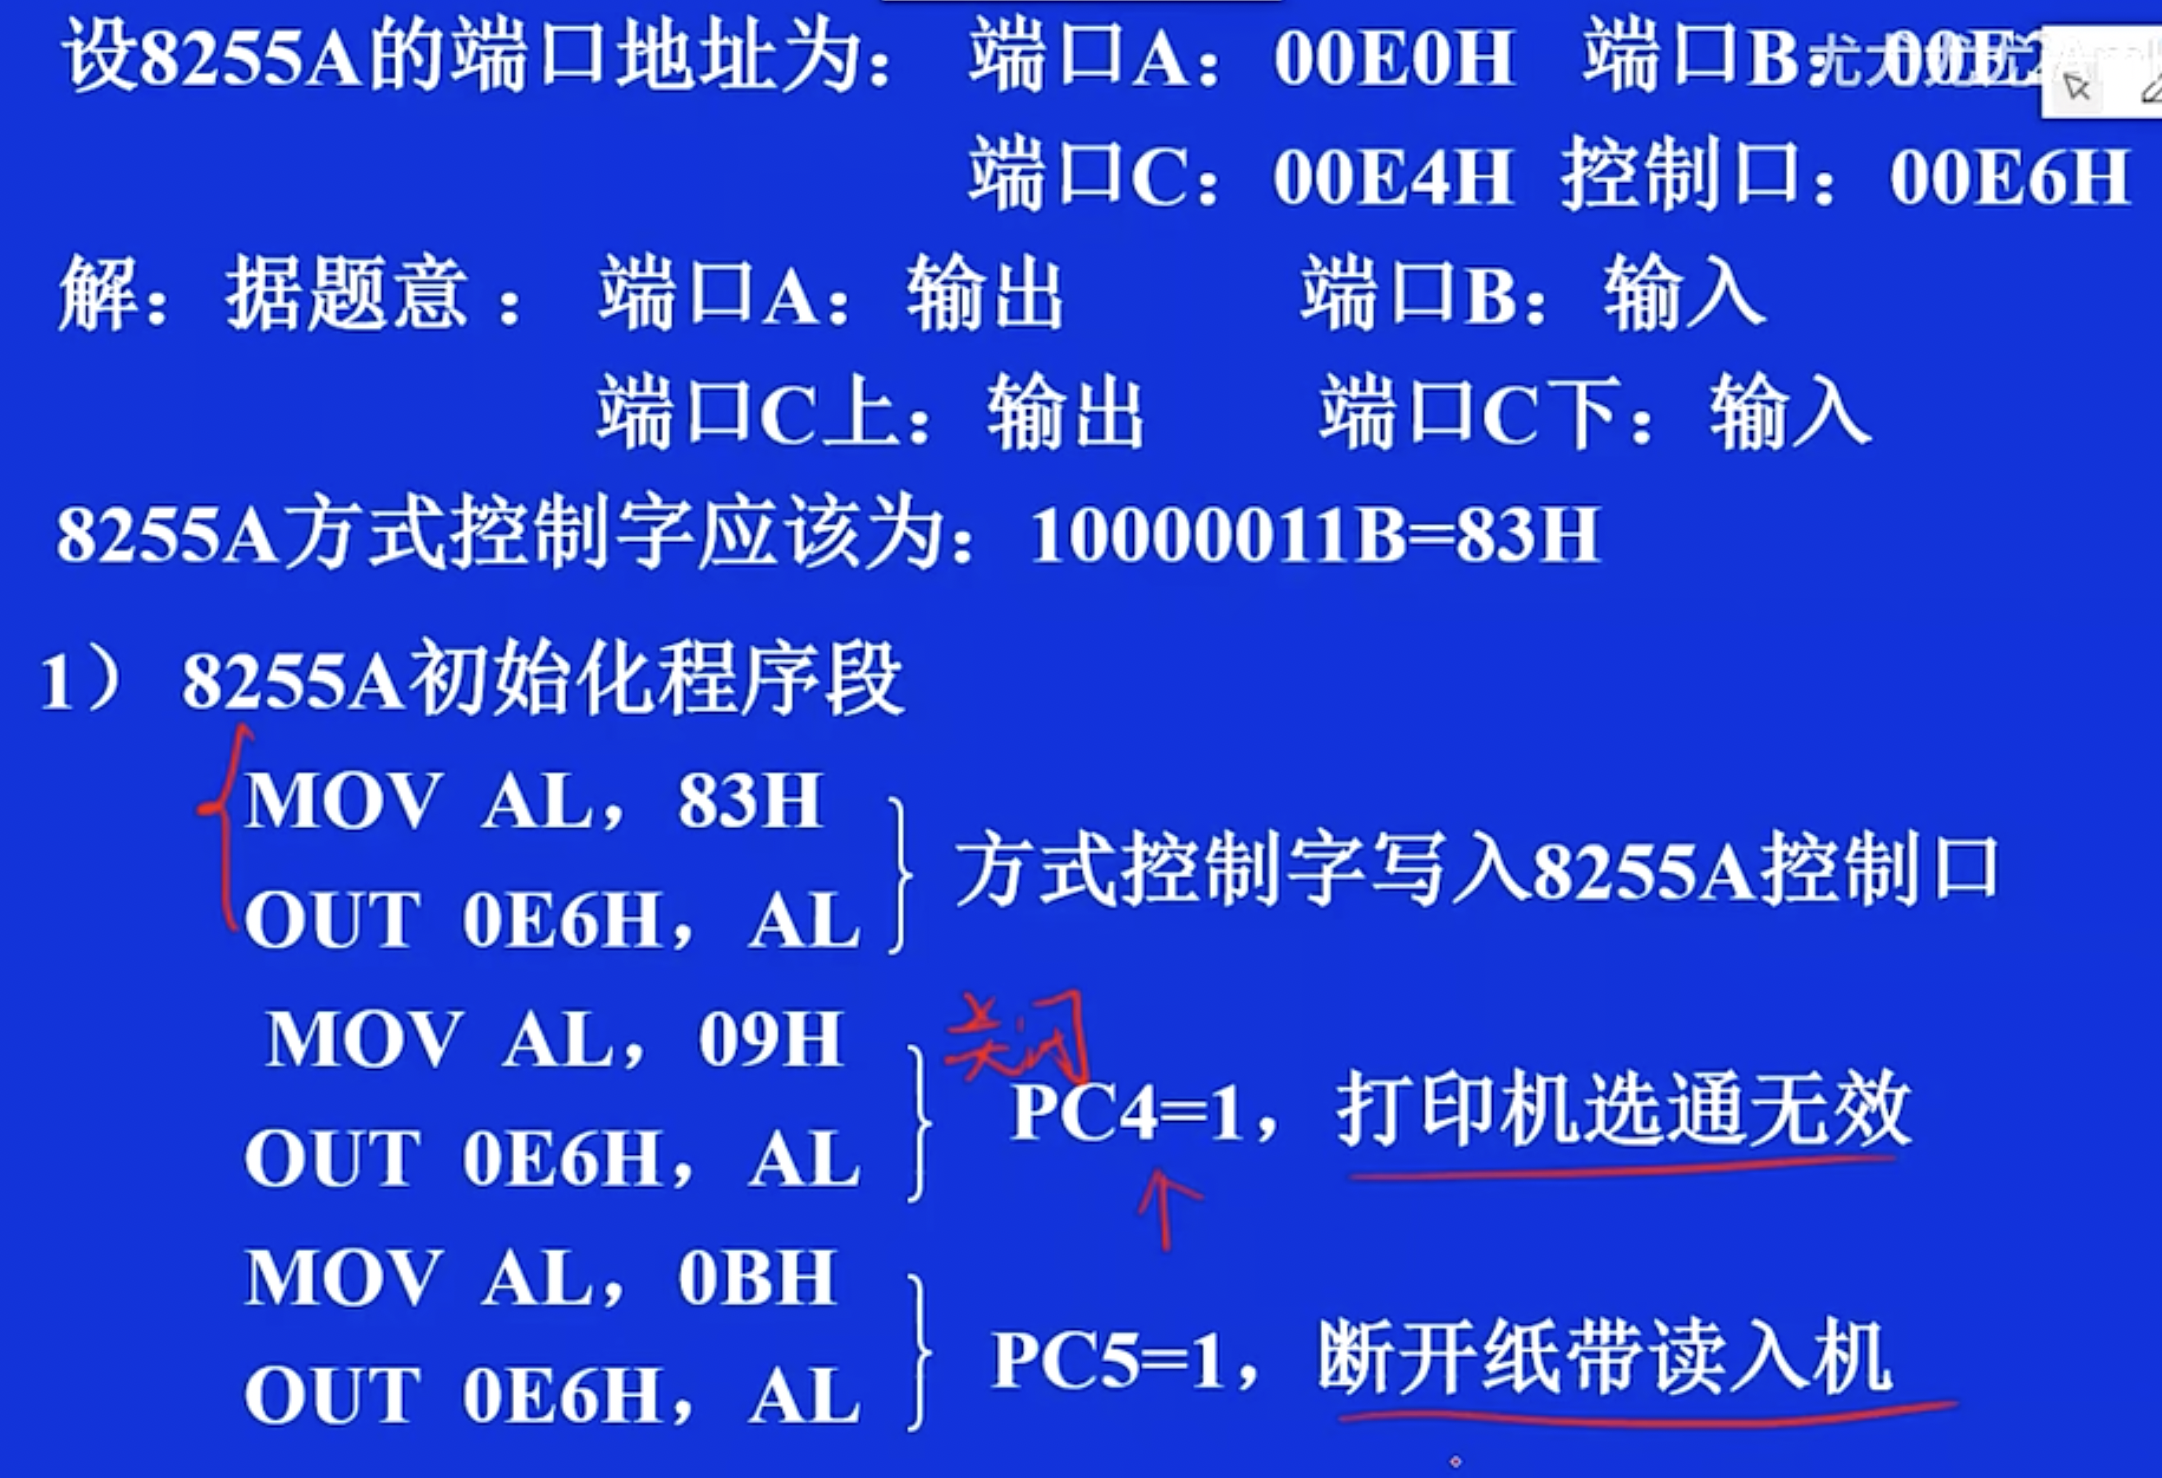 设8255A的端口地址为： 端口A：00E0H 端口B：00E2
端口C：00E4H 控制口：00E6H
解：据题意： 端口A：输出 端口B：输入
端口C上：输出 端口C下：输入
8255A方式控制字应该为：10000011B=83H
1） 8255A初始化程序段
MOV AL，83H
OUT 0E6H，AL
方式控制字写入8255A控制口
MOV AL，09H
OUT 0E6H，AL
关闭
PC4=1，打印机选通无效
MOV AL，0BH
OUT 0E6H，AL
PC5=1，断开纸带读入机